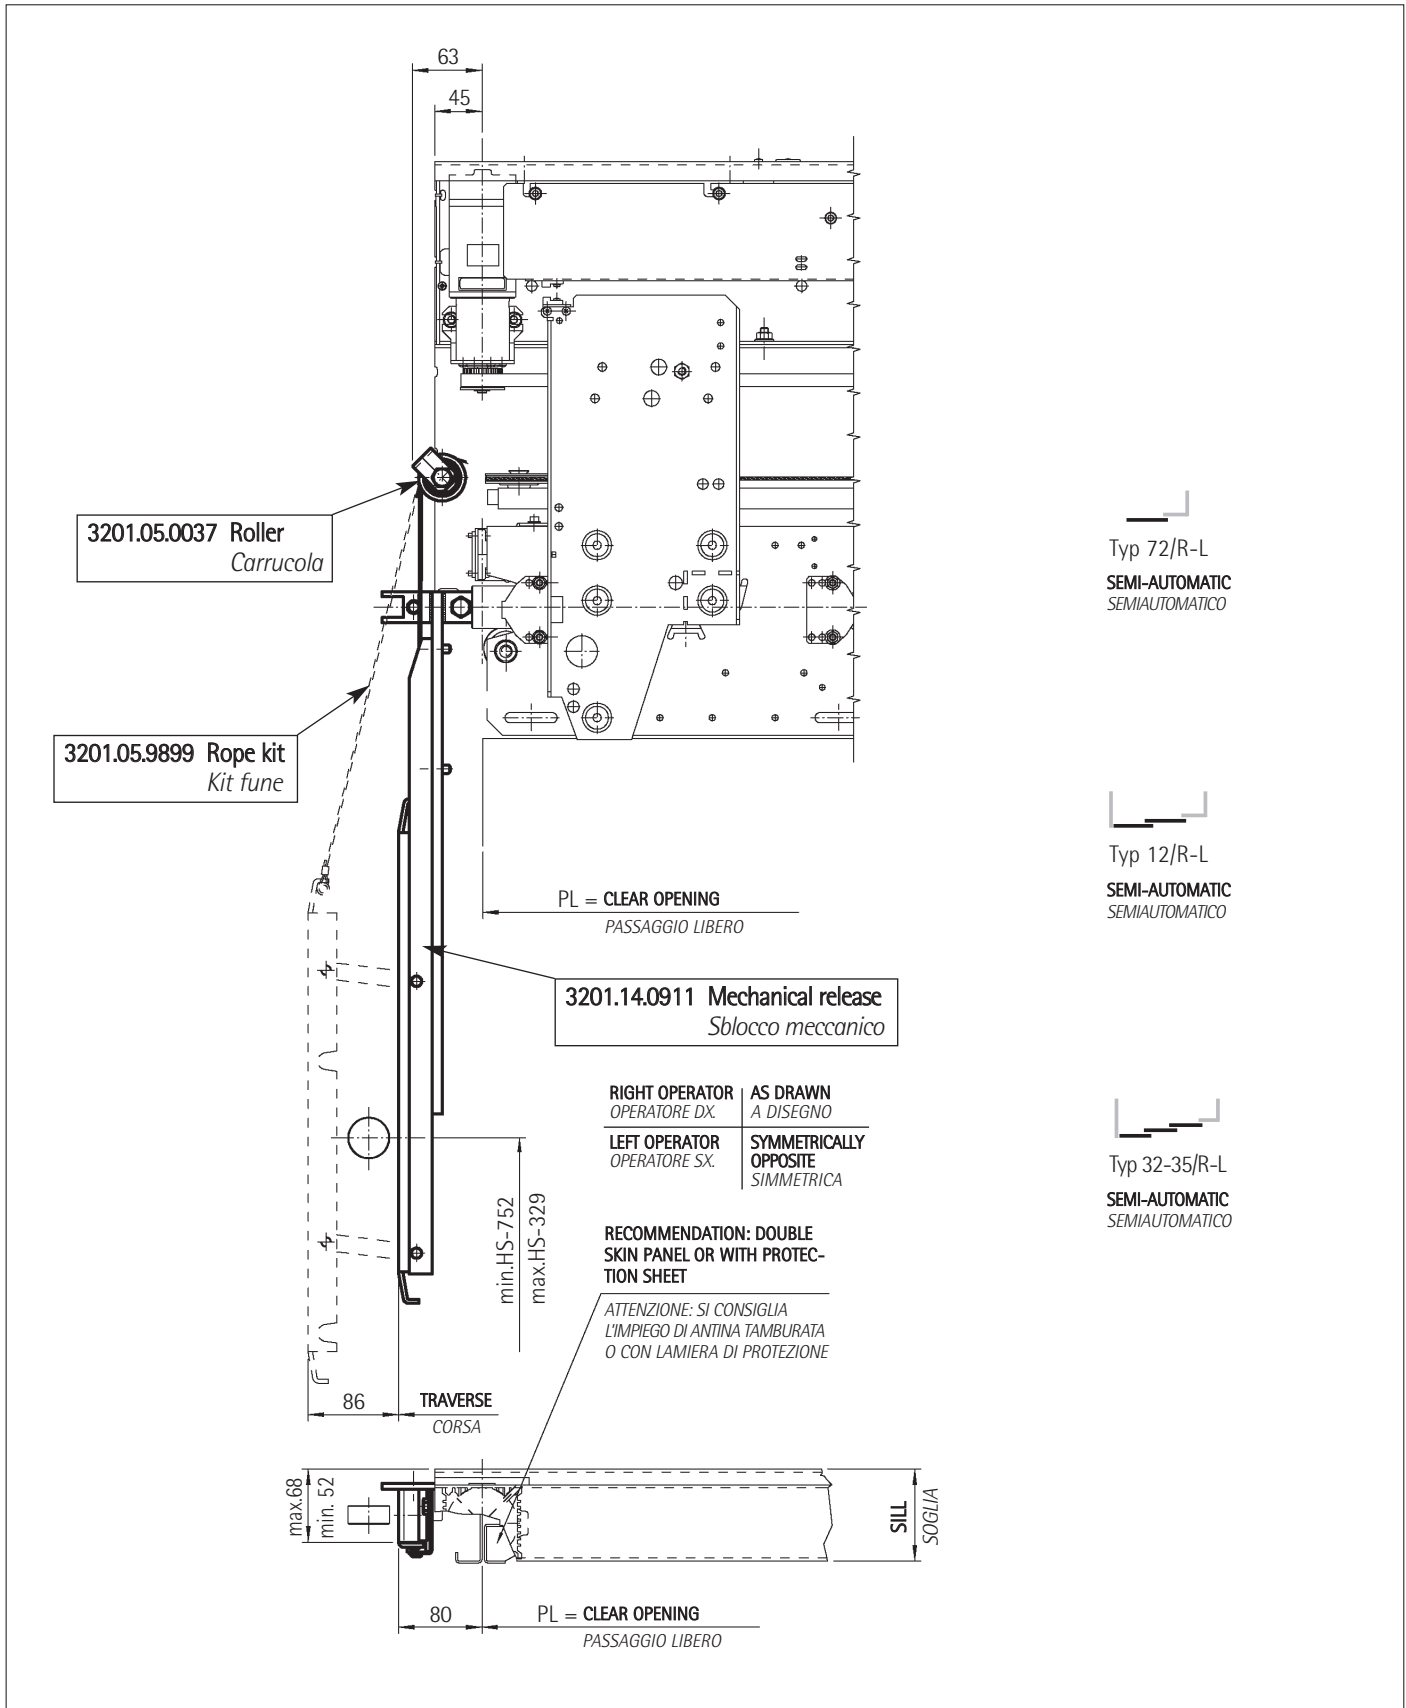 63
45
3201.05.0037 Roller
Carrucola
Typ 72/R-L
SEMI-AUTOMATIC
SEMIAUTOMATICO
3201.05.9899 Rope kit
Kit fune
Typ 12/R-L
SEMI-AUTOMATIC
SEMIAUTOMATICO
PL = CLEAR OPENING
PASSAGGIO LIBERO
3201.14.0911 Mechanical release
Sblocco meccanico
RIGHT OPERATOR
OPERATORE DX.
AS DRAWN
A DISEGNO
LEFT OPERATOR
OPERATORE SX.
SYMMETRICALLY
OPPOSITE
SIMMETRICA
Typ 32-35/R-L
SEMI-AUTOMATIC
SEMIAUTOMATICO
min.HS-752
max.HS-329
RECOMMENDATION: DOUBLE
SKIN PANEL OR WITH PROTEC-
TION SHEET
ATTENZIONE: SI CONSIGLIA
L'IMPIEGO DI ANTINA TAMBURATA
O CON LAMIERA DI PROTEZIONE
86
TRAVERSE
CORSA
max.68
min. 52
SILL
SOGLIA
80
PL = CLEAR OPENING
PASSAGGIO LIBERO